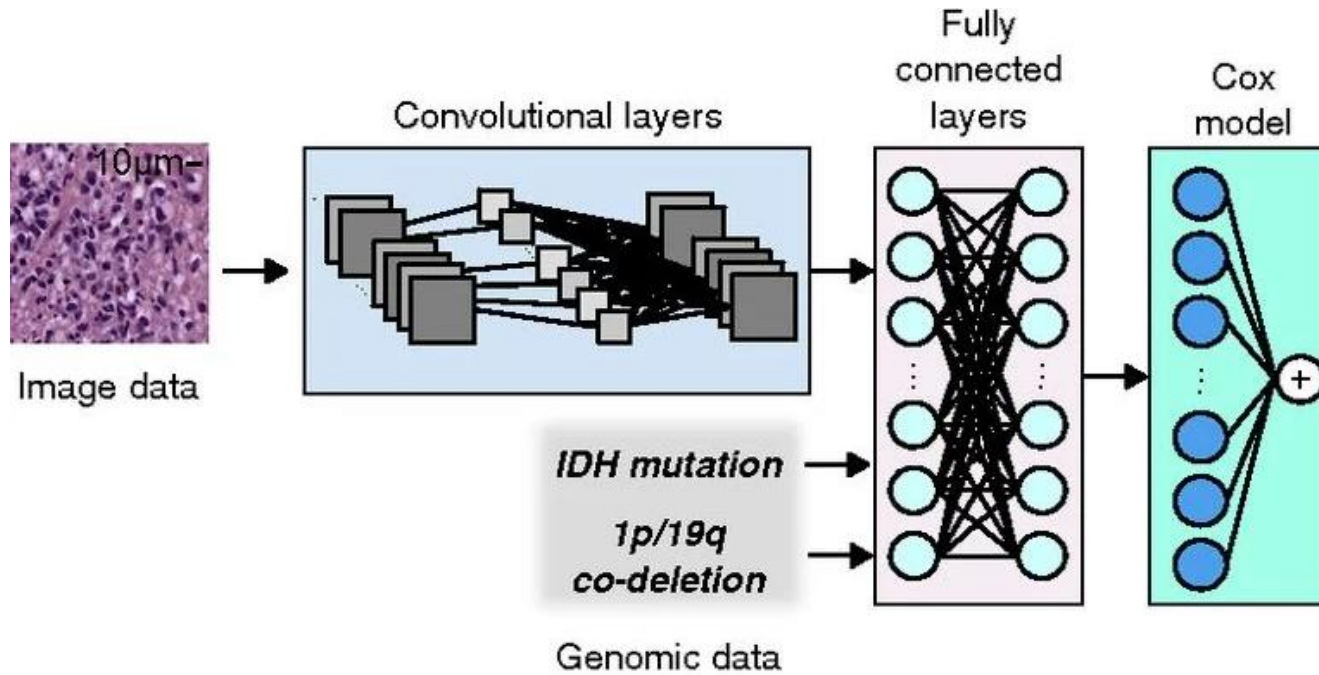 Fully
connected
layers
Cox
model
Convolutional layers
10µm
Image data
IDH mutation
1p/19q
co-deletion
Genomic data
+